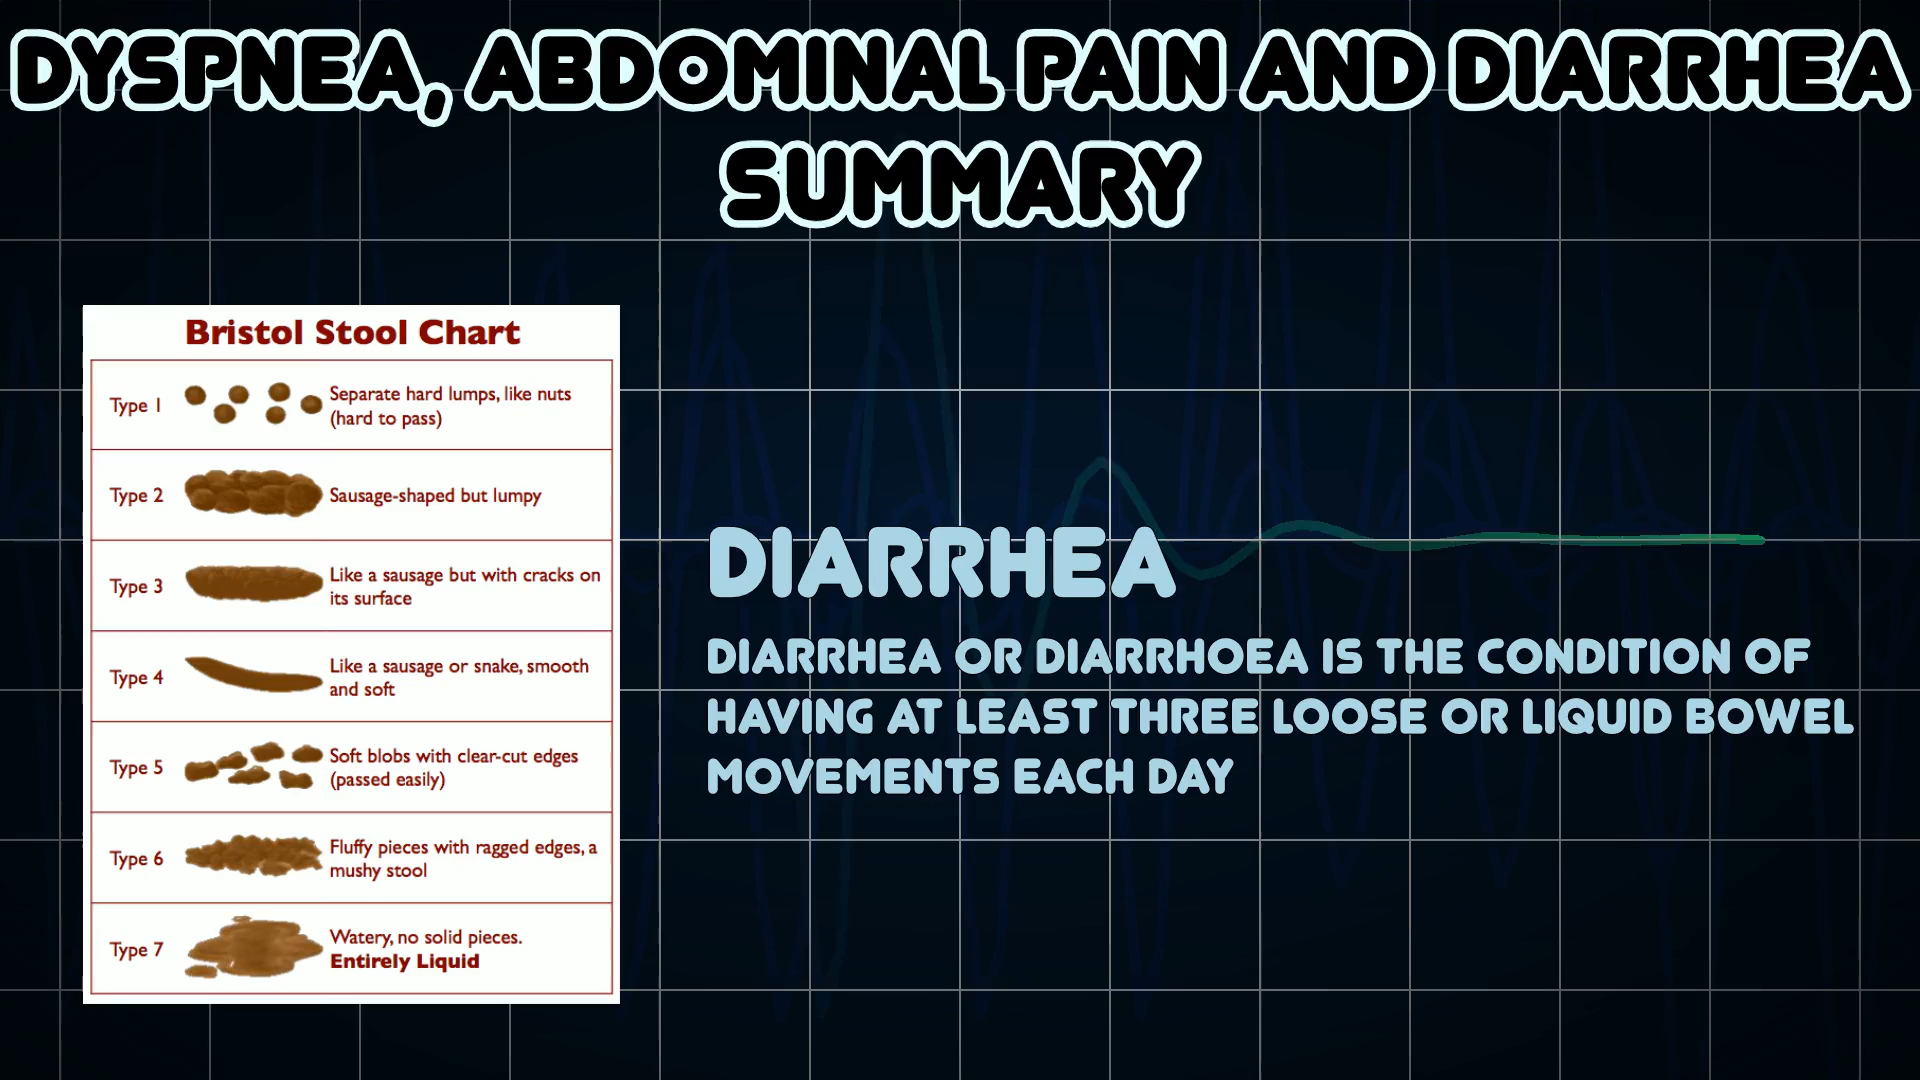 DYSPNEA, ABDOMINAL PAIN AND DIARRHEA
SUMMARY
Bristol Stool Chart
Type 1
Separate hard lumps, like nuts
(hard to pass)
Type 2
Sausage-shaped but lumpy
Type 3
Like a sausage but with cracks on
its surface
Type 4
Like a sausage or snake, smooth
and soft
Type 5
Soft blobs with clear-cut edges
(passed easily)
Type 6
Fluffy pieces with ragged edges, a
mushy stool
Type 7
Watery, no solid pieces.
Entirely Liquid
DIARRHEA
DIARRHEA OR DIARRHOEA IS THE CONDITION OF
HAVING AT LEAST THREE LOOSE OR LIQUID BOWEL
MOVEMENTS EACH DAY